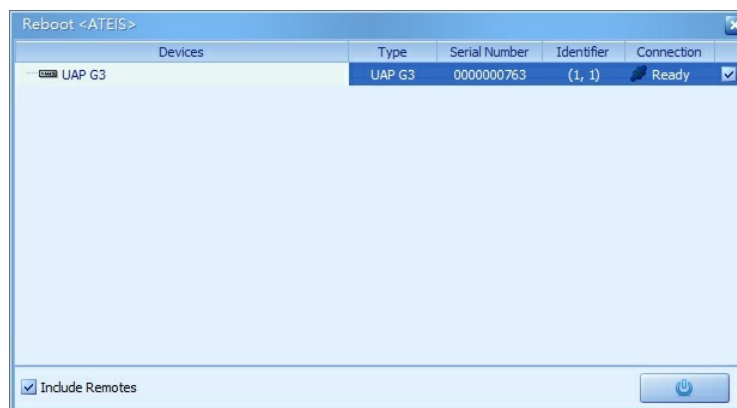 Reboot <ATEIS>
Devices Type Serial Number Identifier Connection
UAP G3 UAP G3 0000000763 (1, 1) Ready
Include Remotes